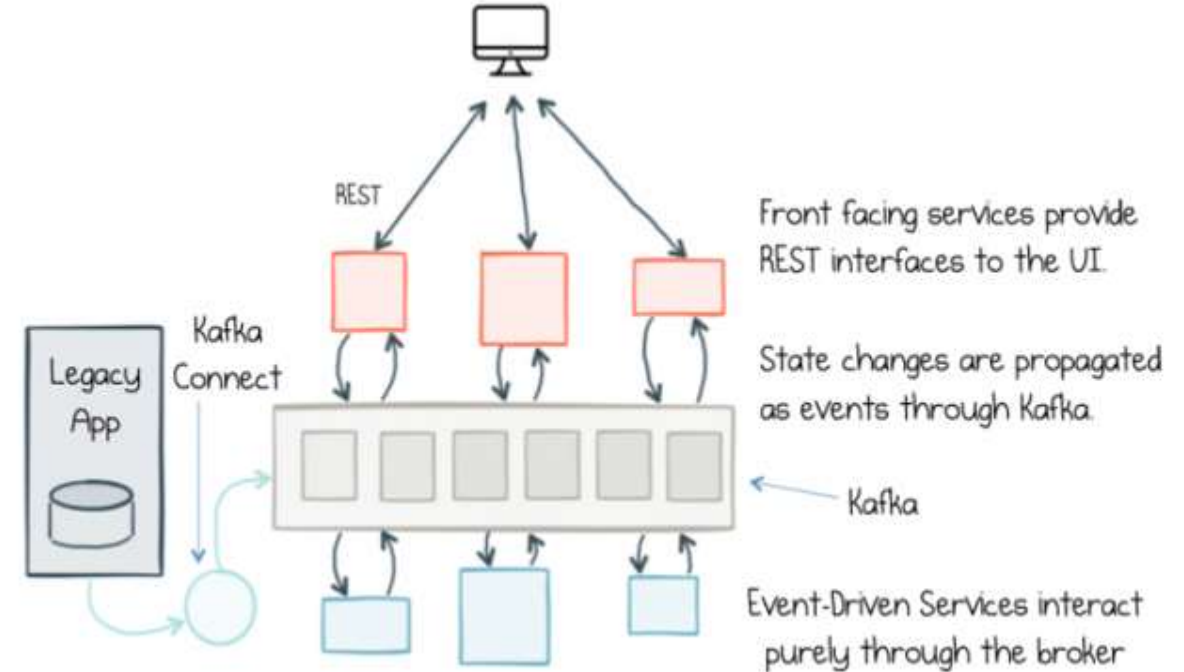 REST
Front facing services provide
REST interfaces to the UI.
Kafka
Connect
Legacy
App
State changes are propagated
as events through Kafka.
Kafka
Event-Driven Services interact
purely through the broker